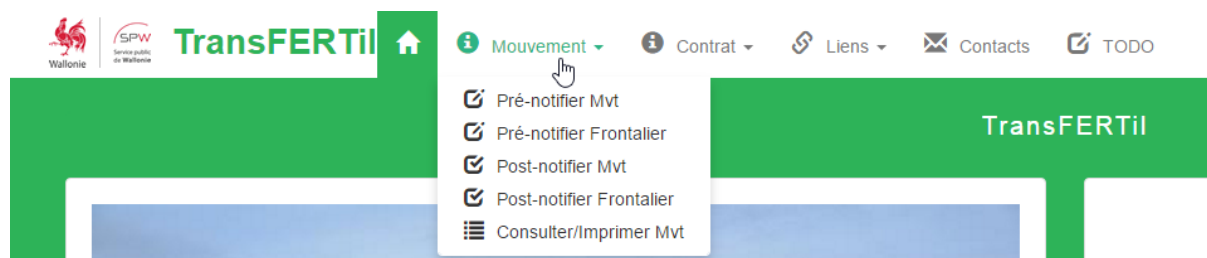 Wallonie
SPW
Service public
de Wallonie
TransFERTil
Mouvement
Contrat
Liens
Contacts
TODO
Pré-notifier Mvt
Pré-notifier Frontalier
Post-notifier Mvt
Post-notifier Frontalier
Consulter/Imprimer Mvt
TransFERTil